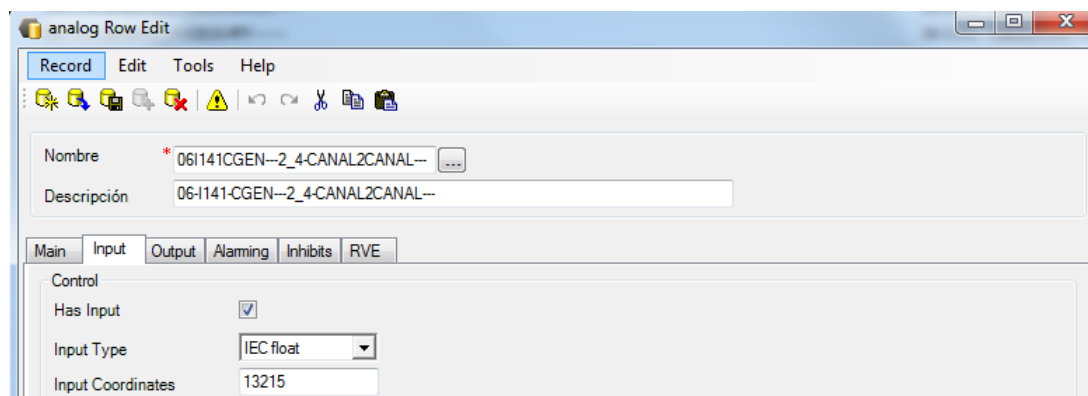 analog Row Edit
Record Edit Tools Help
Nombre * 06I141CGEN---2_4-CANAL2CANAL--- ...
Descripción 06-I141-CGEN---2_4-CANAL2CANAL---
Main Input Output Alarming Inhibits RVE
Control
Has Input
Input Type IEC float
Input Coordinates 13215